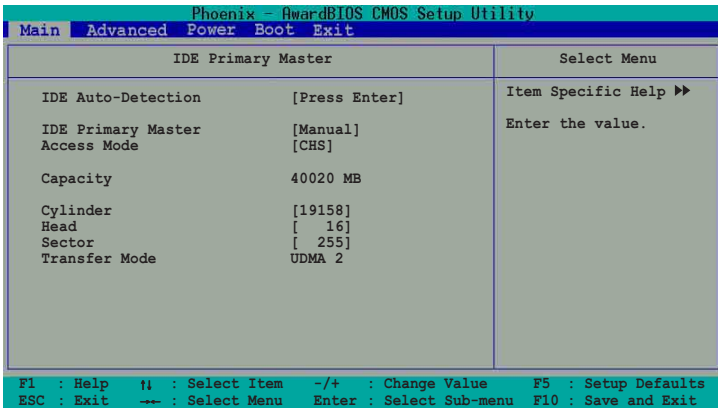 Phoenix - AwardBIOS CMOS Setup Utility
Main Advanced Power Boot Exit
IDE Primary Master
Select Menu
IDE Auto-Detection [Press Enter]
IDE Primary Master [Manual]
Access Mode [CHS]
Capacity 40020 MB
Cylinder [19158]
Head [ 16]
Sector [ 255]
Transfer Mode UDMA 2
Item Specific Help ▶▶
Enter the value.
F1 : Help ↑↓ : Select Item -/+ : Change Value F5 : Setup Defaults
ESC : Exit →← : Select Menu Enter : Select Sub-menu F10 : Save and Exit